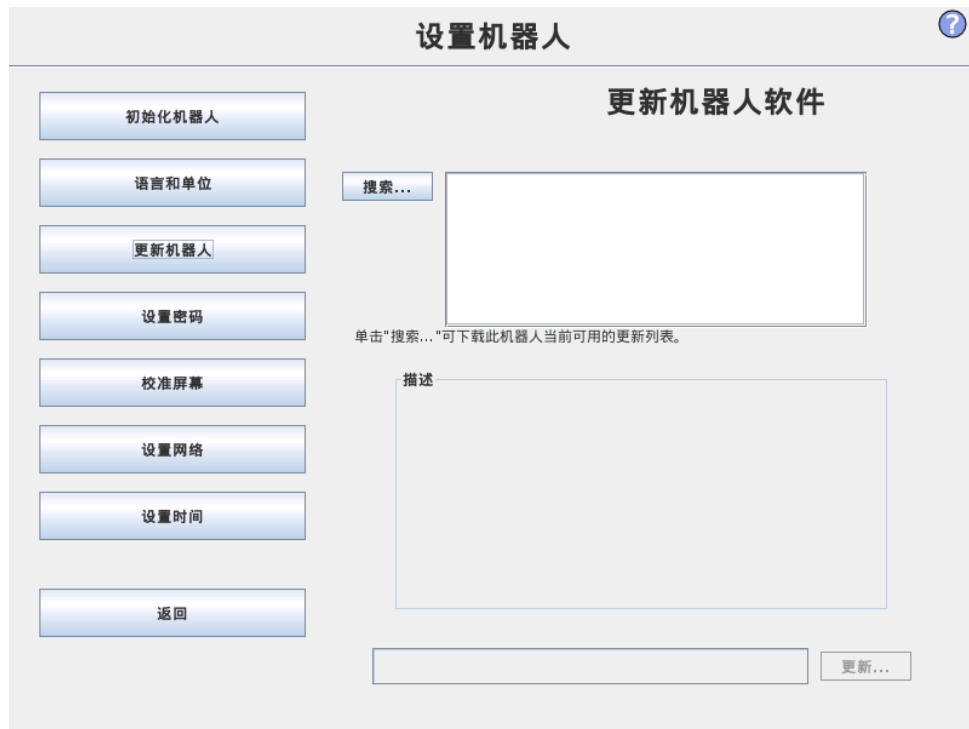 设置机器人
?
初始化机器人
语言和单位
更新机器人
设置密码
校准屏幕
设置网络
设置时间
返回
更新机器人软件
搜索...
单击"搜索..."可下载此机器人当前可用的更新列表。
描述
更新...